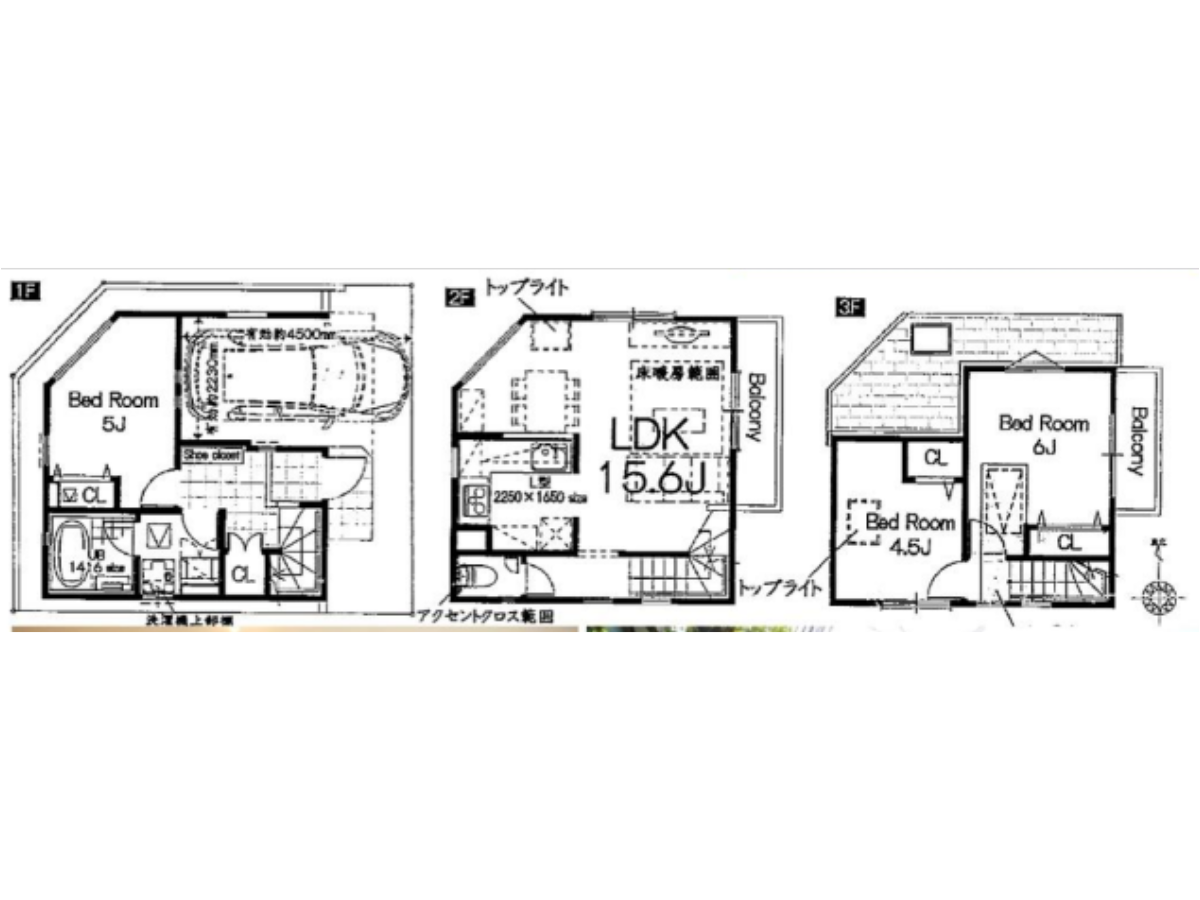 1F
有効約4500mm
有効約2230mm
Bed Room
5J
Shoe closet
CL
UB
1416 size
CL
洗濯機上部棚
2F
トップライト
床暖房範囲
Balcony
LDK
15.6J
L型
2250×1650 size
アクセントクロス範囲
3F
Bed Room
6J
Balcony
CL
Bed Room
4.5J
CL
トップライト